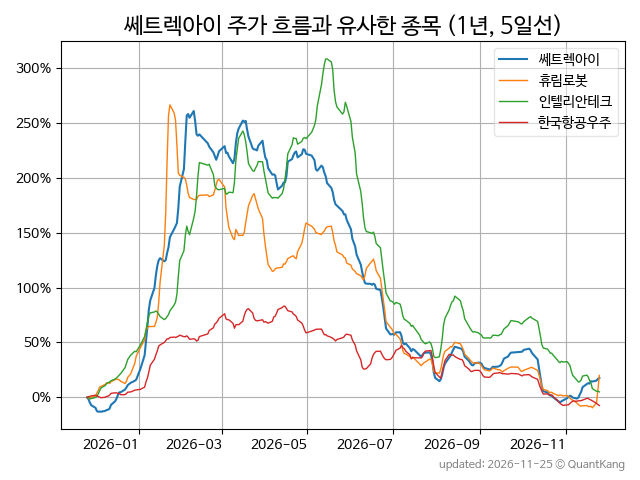 쎄트렉아이 주가 흐름과 유사한 종목 (1년, 5일선)
쎄트렉아이
휴림로봇
인텔리안테크
한국항공우주
300%
250%
200%
150%
100%
50%
0%
2026-01 2026-03 2026-05 2026-07 2026-09 2026-11
updated: 2026-11-25 © QuantKang